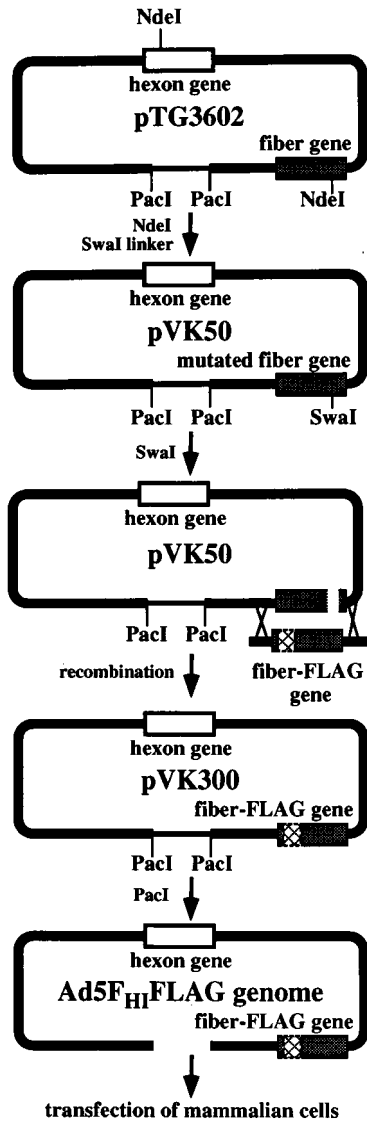 NdeI
hexon gene
pTG3602
fiber gene
PacI PacI NdeI
NdeI
SwaI linker
hexon gene
pVK50
mutated fiber gene
PacI PacI SwaI
SwaI
hexon gene
pVK50
PacI PacI
recombination
fiber-FLAG
gene
hexon gene
pVK300
fiber-FLAG gene
PacI PacI
PacI
hexon gene
Ad5FHIFLAG genome
fiber-FLAG gene
transfection of mammalian cells